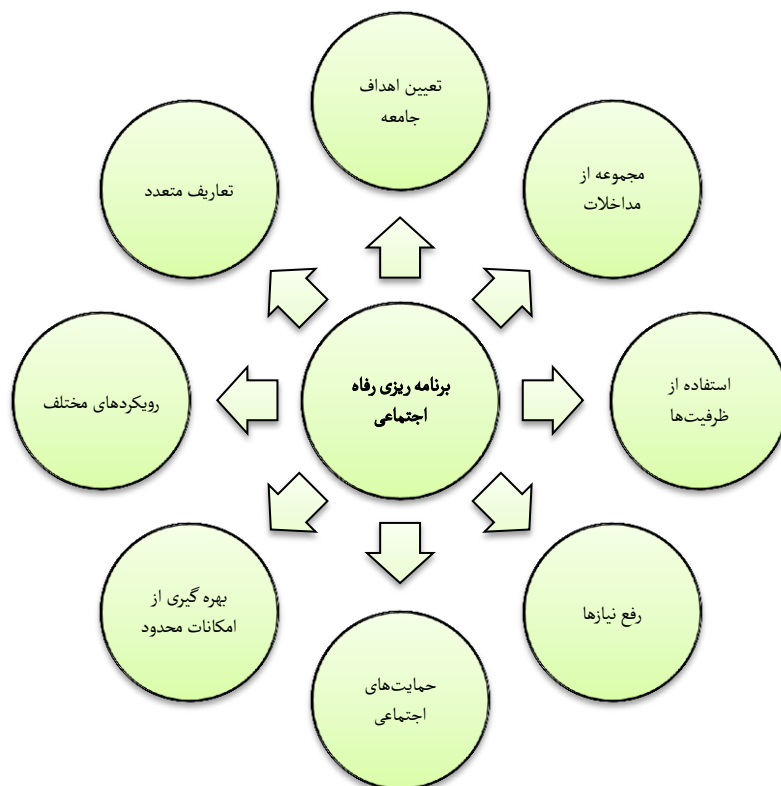 تعیین اهداف
جامعه
مجموعه از
مداخلات
استفاده از
ظرفیت‌ها
رفع نیازها
حمایت‌های
اجتماعی
بهره گیری از
امکانات محدود
رویکردهای مختلف
تعاریف متعدد
برنامه ریزی رفاه
اجتماعی